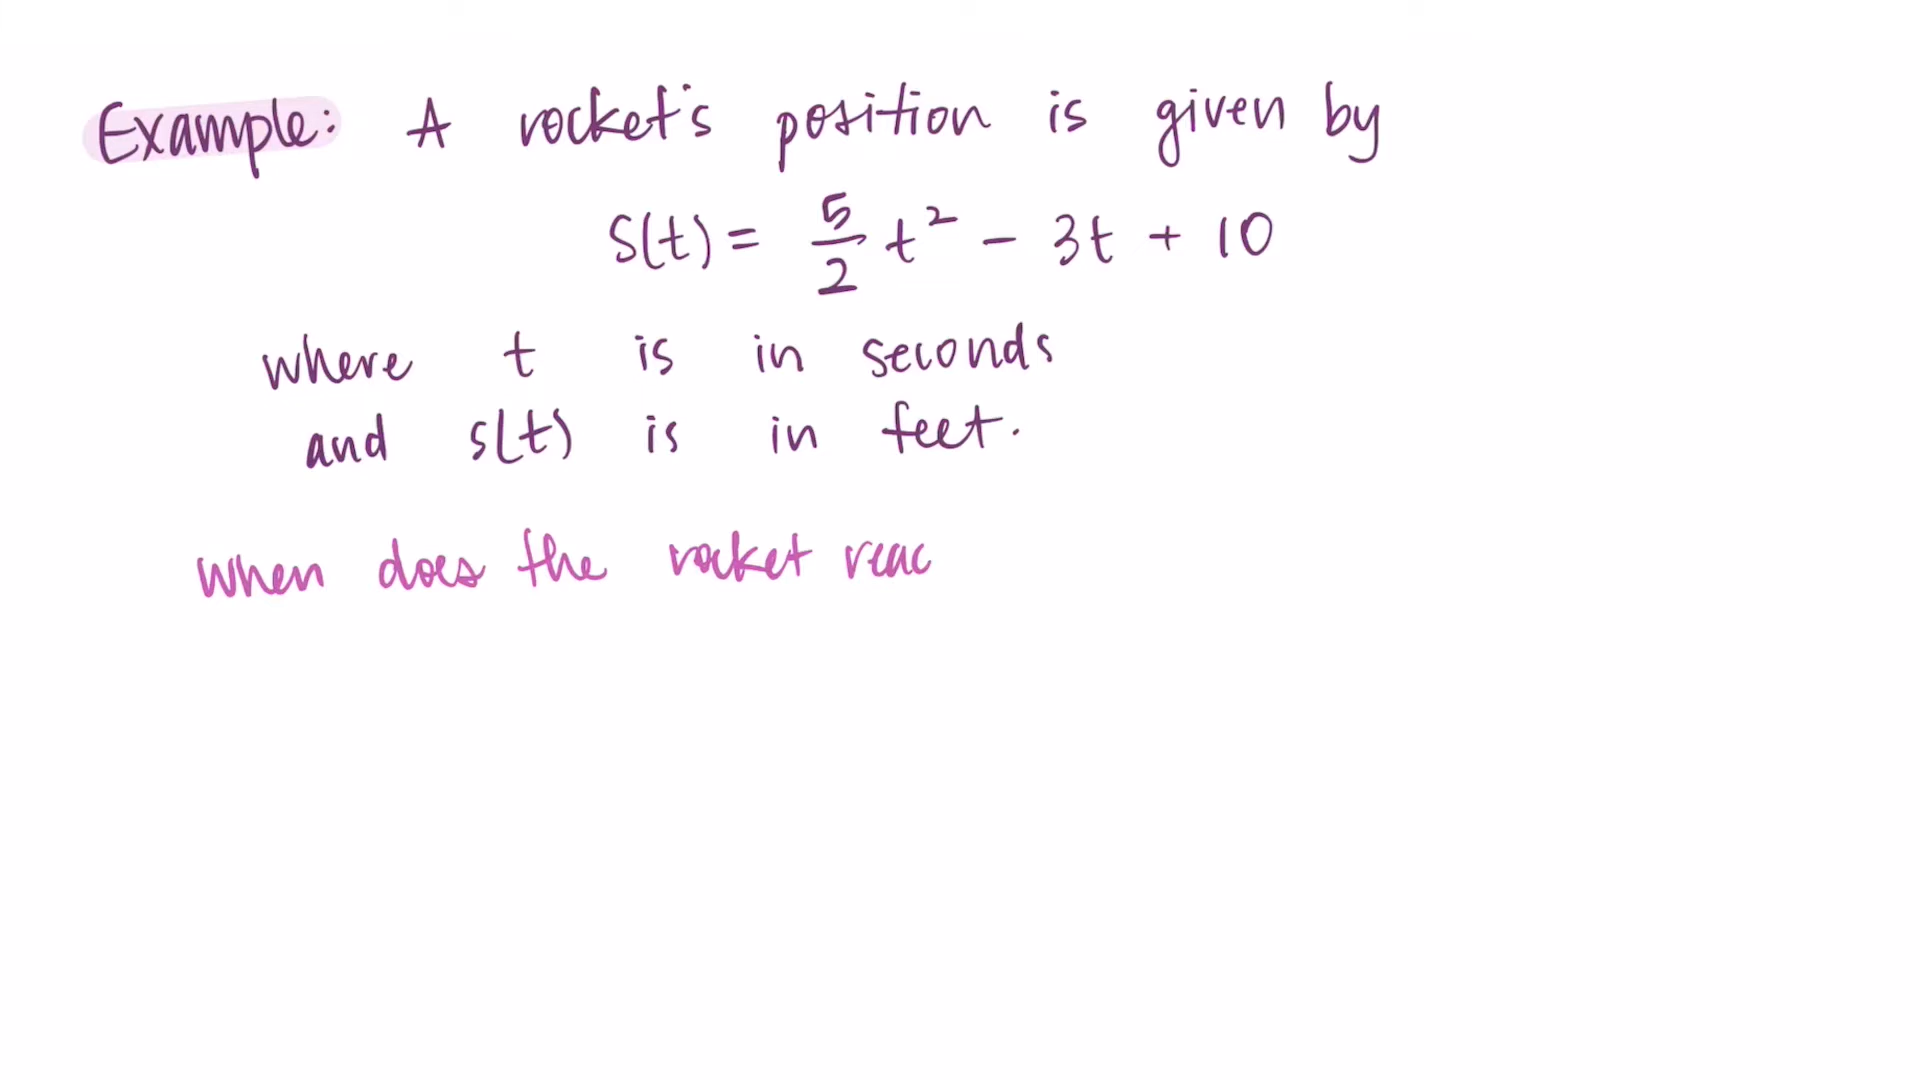 Example: A rocket's position is given by
S(t) = 5/2 t² - 3t + 10
where t is in seconds
and s(t) is in feet.
When does the rocket reac